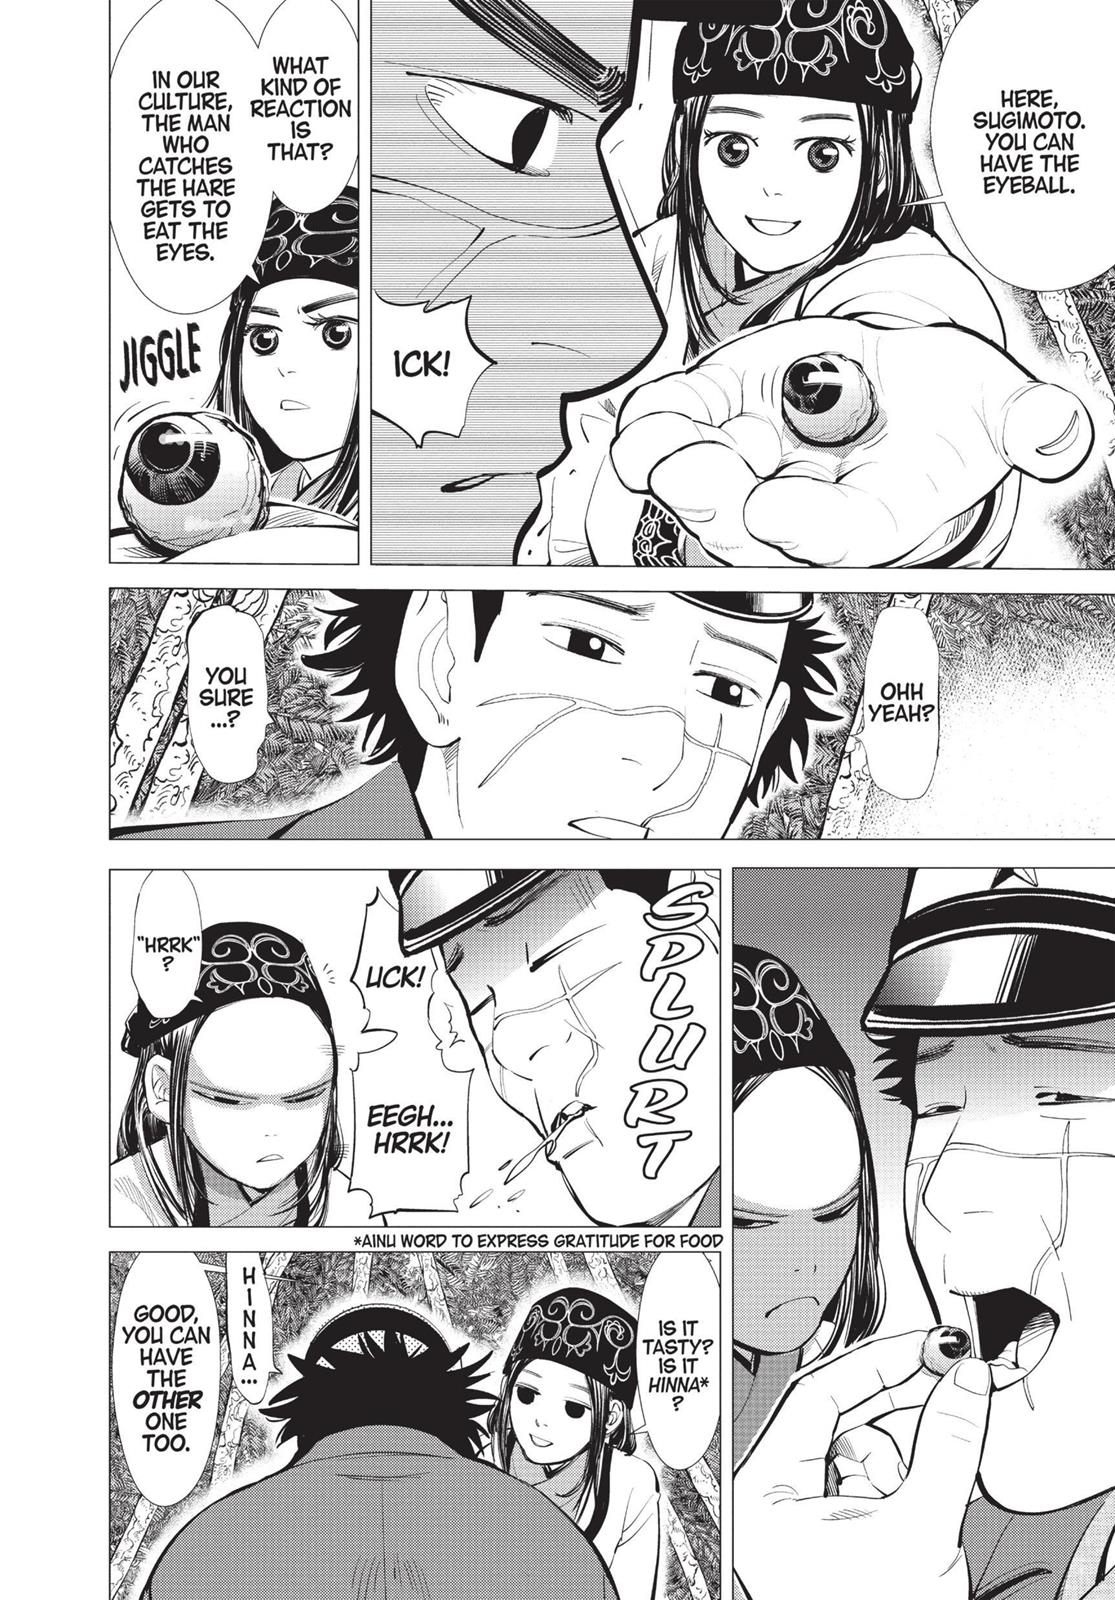 HERE,
SUGIMOTO.
YOU CAN
HAVE THE
EYEBALL.
ICK!
WHAT
KIND OF
REACTION
IS
THAT?
IN OUR
CULTURE,
THE MAN
WHO
CATCHES
THE HARE
GETS TO
EAT THE
EYES.
JIGGLE
OHH
YEAH?
YOU
SURE
...?
SPLURT
UCK!
EEGH...
HRRK!
"HRRK"
?
*AINU WORD TO EXPRESS GRATITUDE FOR FOOD
IS IT
TASTY?
IS IT
HINNA*
?
HINNA...
GOOD,
YOU CAN
HAVE
THE
OTHER
ONE
TOO.